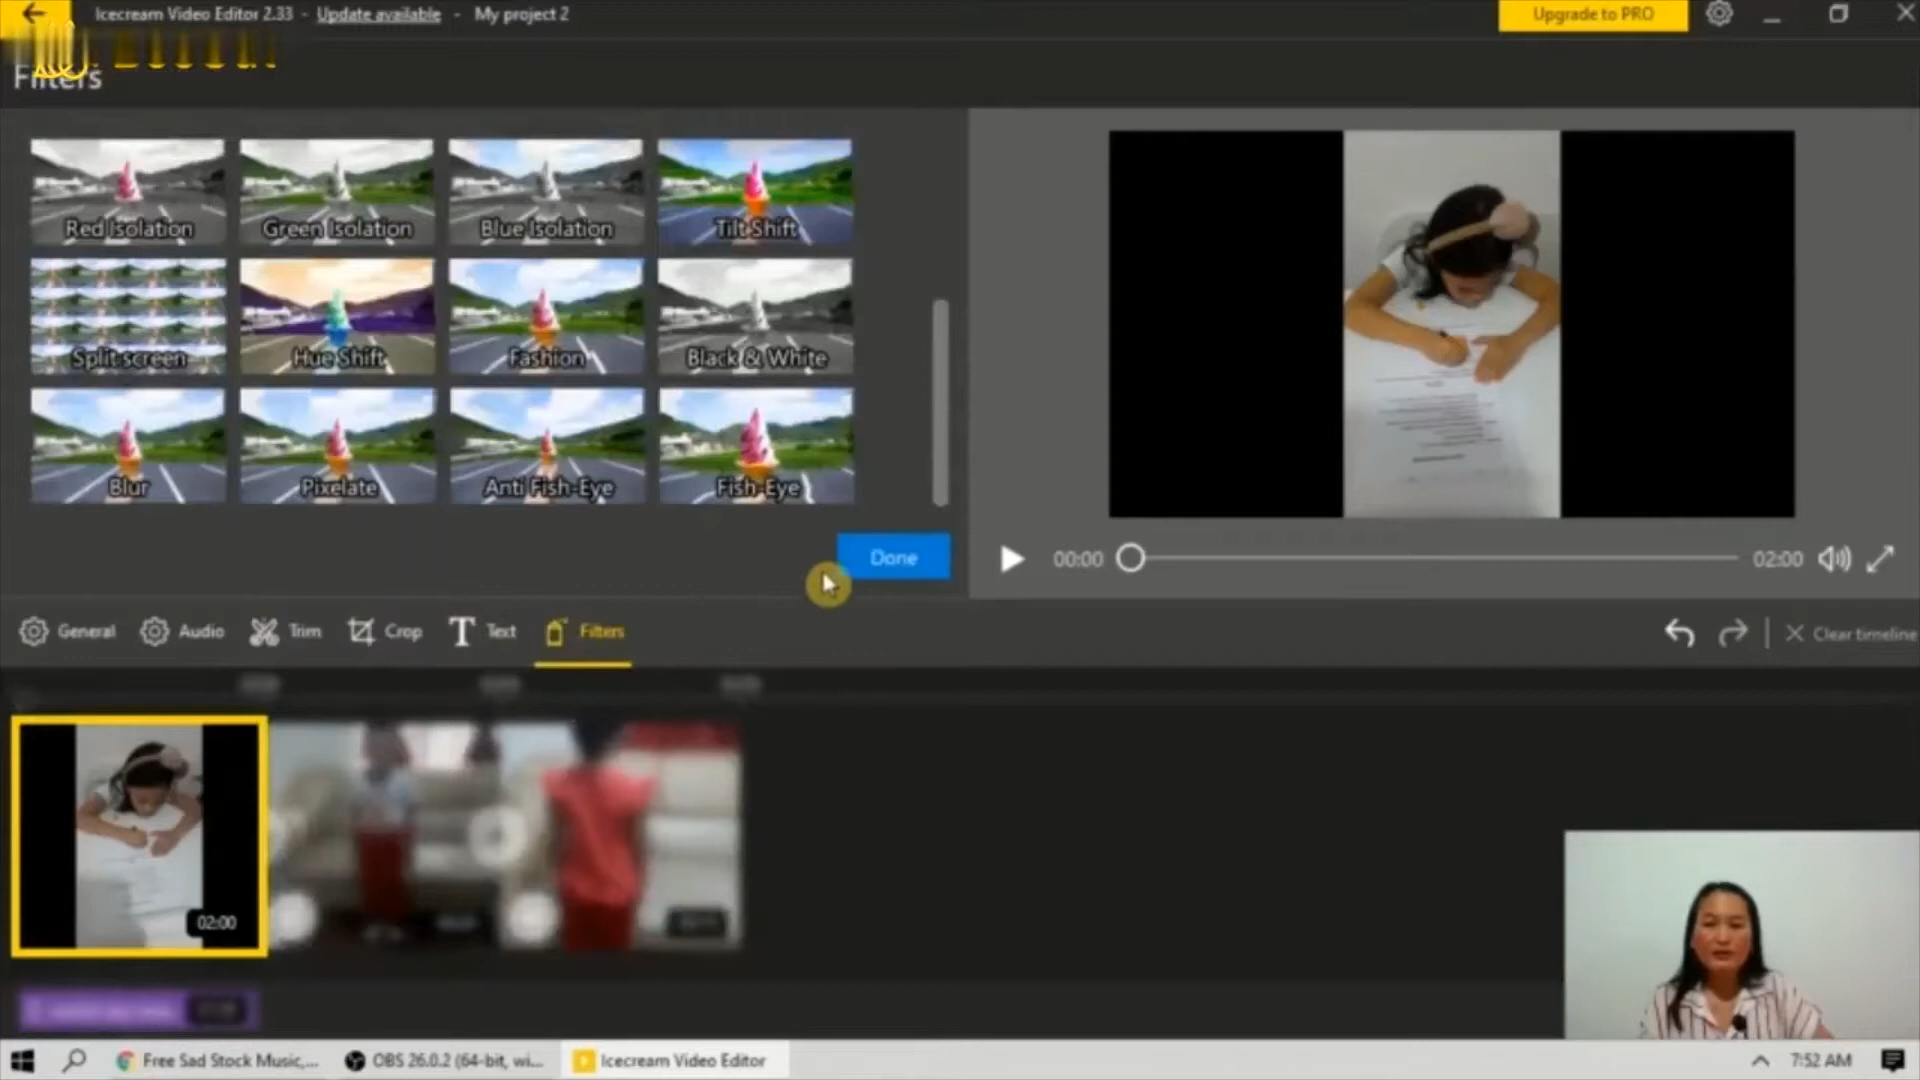 Icecream Video Editor 2.33 - Update available - My project 2
Upgrade to PRO
Filters
Red Isolation
Green Isolation
Blue Isolation
Tilt Shift
Split-screen
Hue Shift
Fashion
Black & White
Blur
Pixelate
Anti Fish-Eye
Fish-Eye
Done
00:00
02:00
General
Audio
Trim
Crop
Text
Filters
Clear timeline
02:00
Free Sad Stock Music,...
OBS 26.0.2 (64-bit, wi...
Icecream Video Editor
7:52 AM